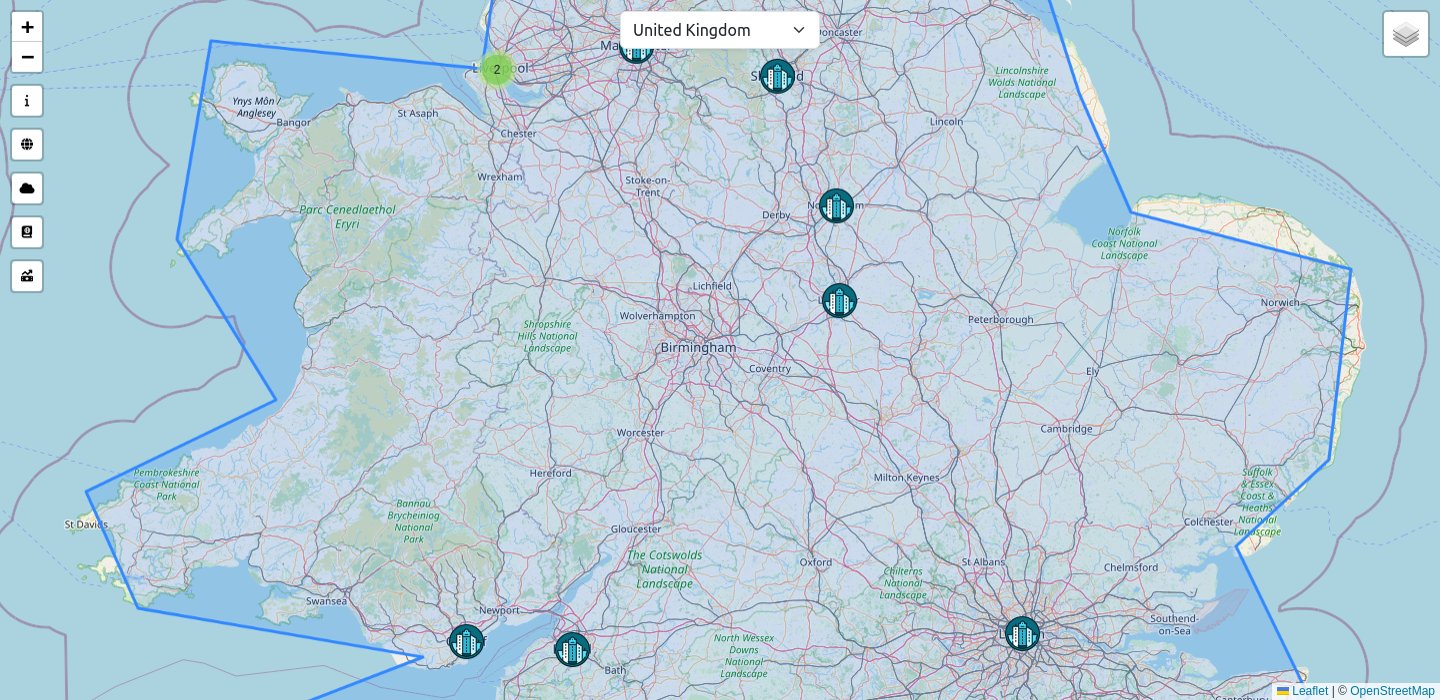 +
−
i
United Kingdom
Doncaster
2
Lincolnshire
Wolds National
Landscape
Ynys Môn /
Anglesey
Bangor
St Asaph
Chester
Lincoln
Wrexham
Stoke-on-
Trent
Parc Cenedlaethol
Eryri
Derby
Norfolk
Coast National
Landscape
Lichfield
Norwich
Wolverhampton
Peterborough
Shropshire
Hills National
Landscape
Birmingham
Coventry
Ely
Worcester
Cambridge
Pembrokeshire
Coast National
Park
Hereford
Milton Keynes
Suffolk
& Essex
Coast &
Heaths
National
Landscape
Bannau
Brycheiniog
National
Park
St Davids
Gloucester
Colchester
The Cotswolds
National
Landscape
Oxford
St Albans
Chelmsford
Chilterns
National
Landscape
Swansea
Newport
Southend-
on-Sea
North Wessex
Downs
National
Landscape
Bath
Leaflet | © OpenStreetMap